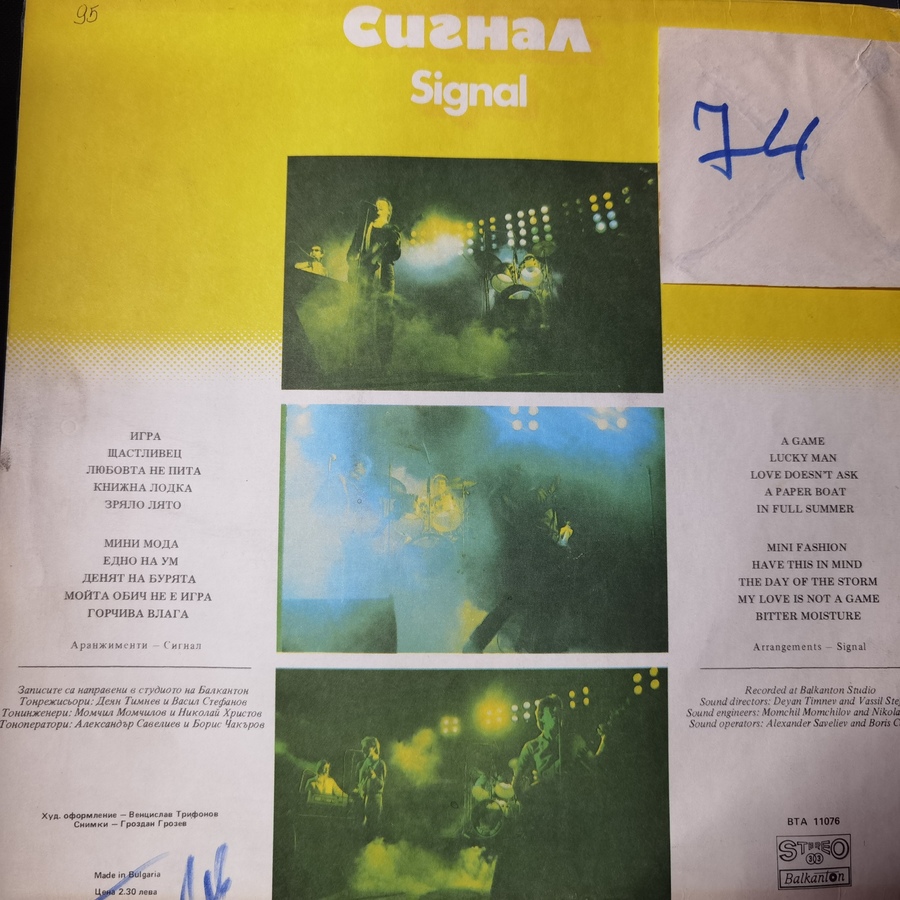 95
Сигнал
Signal
74
ИГРА
ЩАСТЛИВЕЦ
ЛЮБОВТА НЕ ПИТА
КНИЖНА ЛОДКА
ЗРЯЛО ЛЯТО
МИНИ МОДА
ЕДНО НА УМ
ДЕНЯТ НА БУРЯТА
МОЙТА ОБИЧ НЕ Е ИГРА
ГОРЧИВА ВЛАГА
Аранжименти – Сигнал
Записите са направени в студиото на Балкантон
Тонрежисьори: Деян Тимнев и Васил Стефанов
Тонинженери: Момчил Момчилов и Николай Христов
Тоноператори: Александър Савелиев и Борис Чакъров
Худ. оформление – Венцислав Трифонов
Снимки – Гроздан Грозев
Made in Bulgaria
Цена 2.30 лева
A GAME
LUCKY MAN
LOVE DOESN'T ASK
A PAPER BOAT
IN FULL SUMMER
MINI FASHION
HAVE THIS IN MIND
THE DAY OF THE STORM
MY LOVE IS NOT A GAME
BITTER MOISTURE
Arrangements – Signal
Recorded at Balkanton Studio
Sound directors: Deyan Timnev and Vassil
Sound engineers: Momchil Momchilov and
Sound operators: Alexander Saveliev and Boris
ВТА 11076
STEREO
33
Balkanton